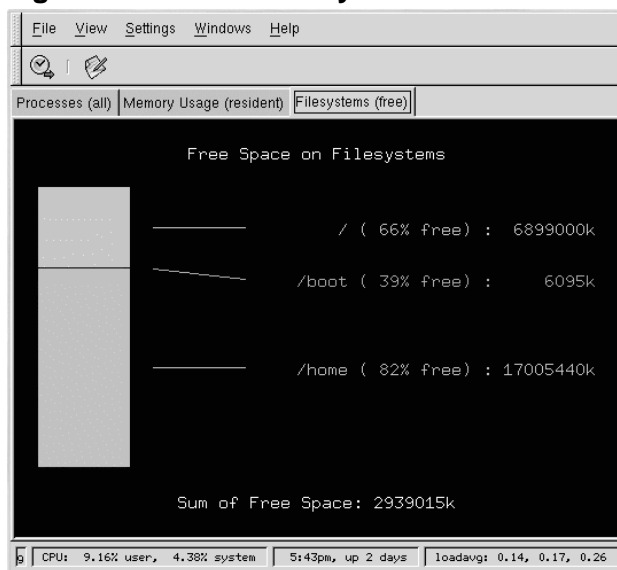 File View Settings Windows Help
Processes (all) Memory Usage (resident) Filesystems (free)
Free Space on Filesystems
/ ( 66% free) : 6899000k
/boot ( 39% free) : 6095k
/home ( 82% free) : 17005440k
Sum of Free Space: 2939015k
g CPU: 9.16% user, 4.38% system 5:43pm, up 2 days loadavg: 0.14, 0.17, 0.26